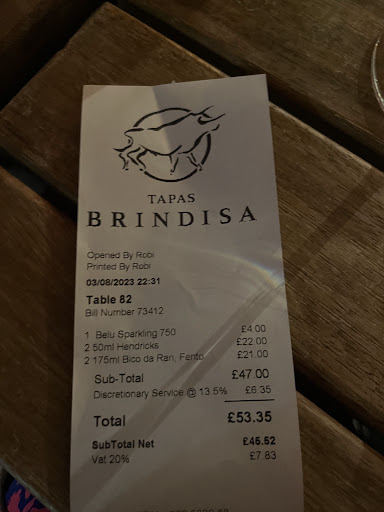 TAPAS
BRINDISA
Opened By Robi
Printed By Robi
03/08/2023 22:31
Table 82
Bill Number 73412
1 Belu Sparkling 750 £4.00
2 50ml Hendricks £22.00
2 175ml Bico da Ran, Ferito £21.00
Sub-Total £47.00
Discretionary Service @ 13.5% £6.35
Total £53.35
SubTotal Net £45.52
Vat 20% £7.83